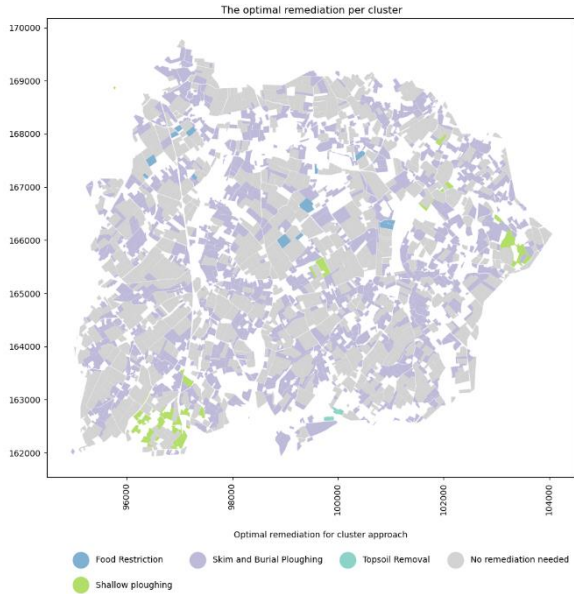 The optimal remediation per cluster
170000
169000
168000
167000
166000
165000
164000
163000
162000
96000
98000
100000
102000
104000
Optimal remediation for cluster approach
Food Restriction
Skim and Burial Ploughing
Topsoil Removal
No remediation needed
Shallow ploughing